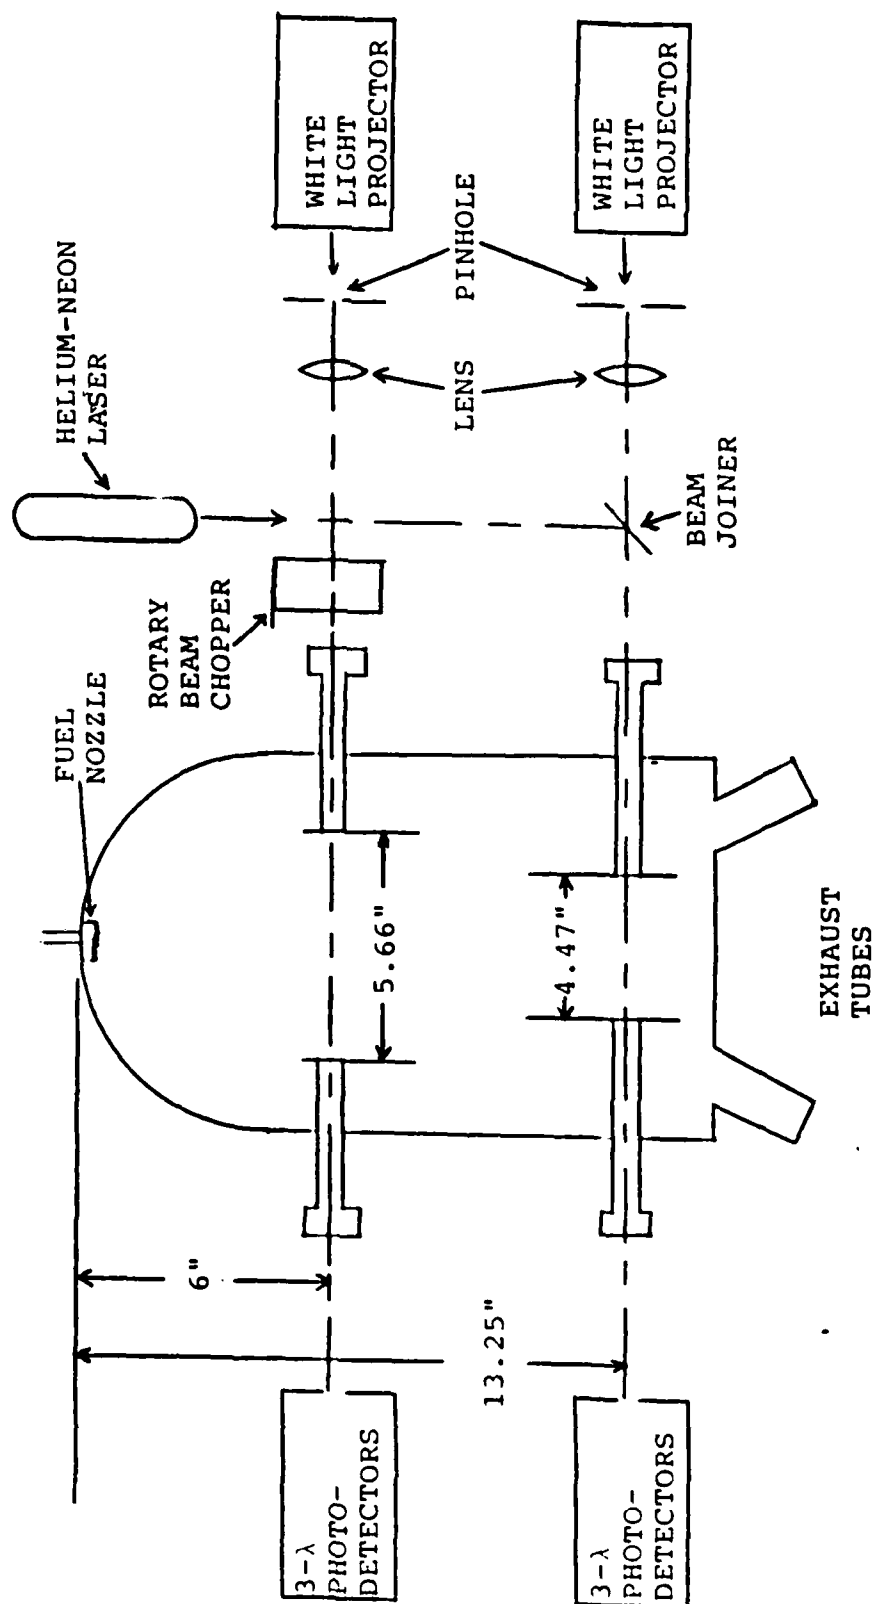 HELIUM-NEON
LASER
FUEL
NOZZLE
ROTARY
BEAM
CHOPPER
WHITE
LIGHT
PROJECTOR
PINHOLE
LENS
WHITE
LIGHT
PROJECTOR
BEAM
JOINER
5.66"
4.47"
6"
13.25"
3-λ
PHOTO-
DETECTORS
3-λ
PHOTO-
DETECTORS
EXHAUST
TUBES